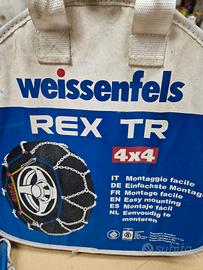 weissenfels
REX TR
4x4
IT Montaggio facile
DE Einfachste Montage
FR Montage facile
EN Easy mounting
ES Montaje facil
NL Eenvoudig te
monteren